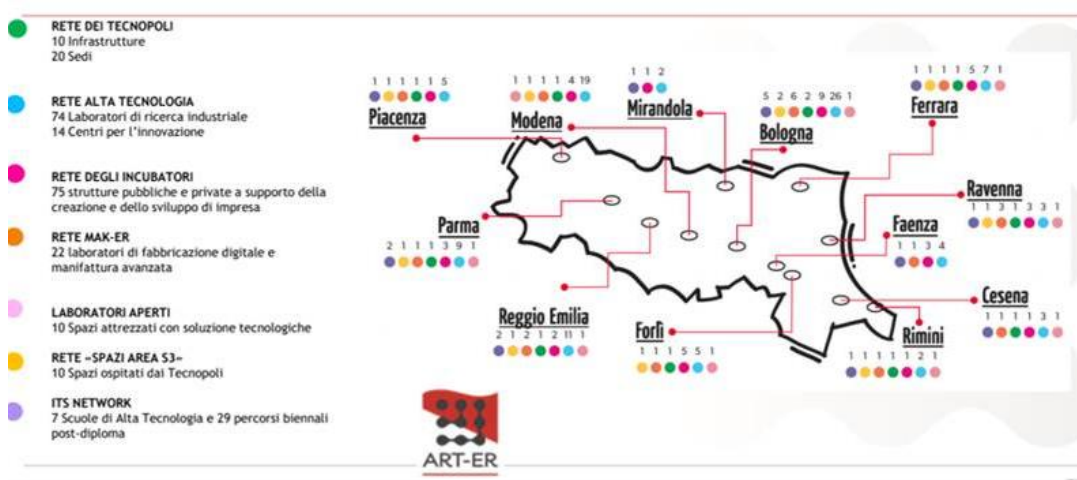 RETE DEI TECNOPOLI
10 Infrastrutture
20 Sedi
RETE ALTA TECNOLOGIA
74 Laboratori di ricerca industriale
14 Centri per l'innovazione
RETE DEGLI INCUBATORI
75 strutture pubbliche e private a supporto della
creazione e dello sviluppo di impresa
RETE MAK-ER
22 laboratori di fabbricazione digitale e
manifattura avanzata
LABORATORI APERTI
10 Spazi attrezzati con soluzione tecnologiche
RETE «SPAZI AREA S3»
10 Spazi ospitati dai Tecnopoli
ITS NETWORK
7 Scuole di Alta Tecnologia e 29 percorsi biennali
post-diploma
1 1 1 1 1 5
Piacenza
1 1 1 1 4 19
Modena
1 1 2
Mirandola
5 2 6 2 9 26 1
Bologna
1 1 1 1 5 7 1
Ferrara
Parma
2 1 1 1 3 9 1
Ravenna
1 1 3 1 3 3 1
Faenza
1 1 3 4
Reggio Emilia
2 1 2 1 2 11 1
Forlì
1 1 1 5 5 1
Cesena
1 1 1 1 3 1
Rimini
1 1 1 1 1 2 1
ART-ER